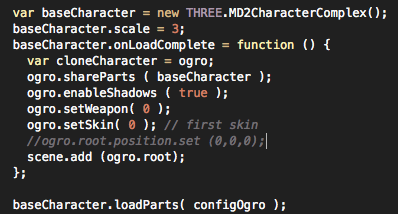 var baseCharacter = new THREE.MD2CharacterComplex();
baseCharacter.scale = 3;
baseCharacter.onLoadComplete = function () {
  var cloneCharacter = ogro;
  ogro.shareParts ( baseCharacter );
  ogro.enableShadows ( true );
  ogro.setWeapon( 0 );
  ogro.setSkin( 0 ); // first skin
  //ogro.root.position.set (0,0,0);
  scene.add (ogro.root);
};
baseCharacter.loadParts( configOgro );